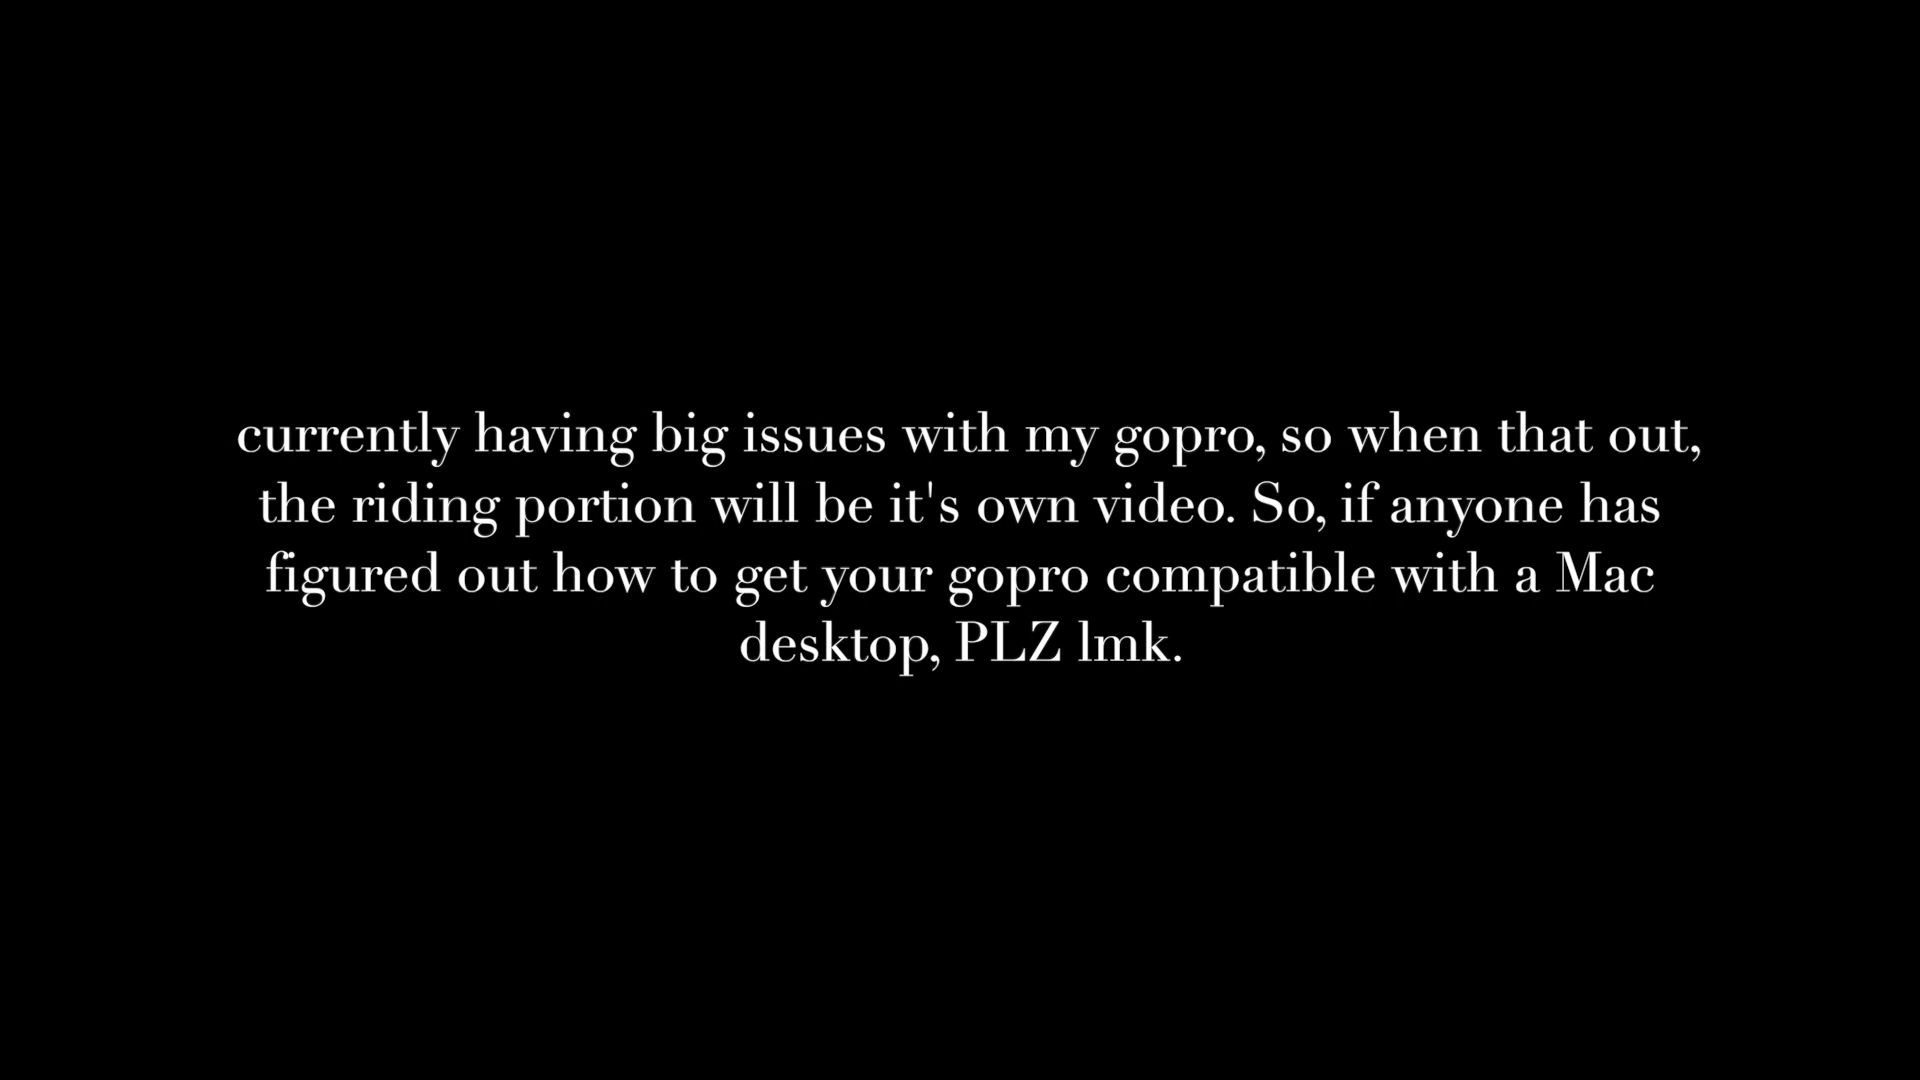 currently having big issues with my gopro, so when that out,
the riding portion will be it's own video. So, if anyone has
figured out how to get your gopro compatible with a Mac
desktop, PLZ lmk.